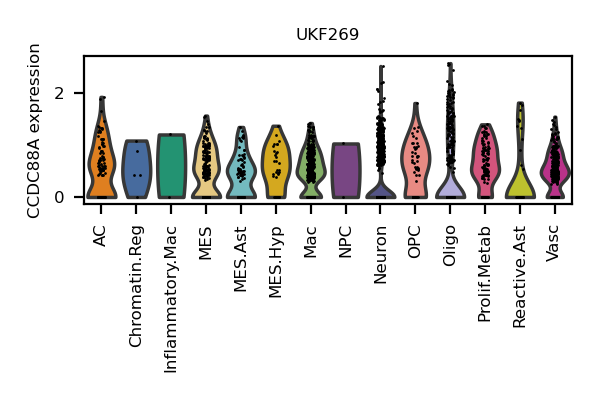 UKF269
CCDC88A expression
2
0
AC
Chromatin.Reg
Inflammatory.Mac
MES
MES.Ast
MES.Hyp
Mac
NPC
Neuron
OPC
Oligo
Prolif.Metab
Reactive.Ast
Vasc